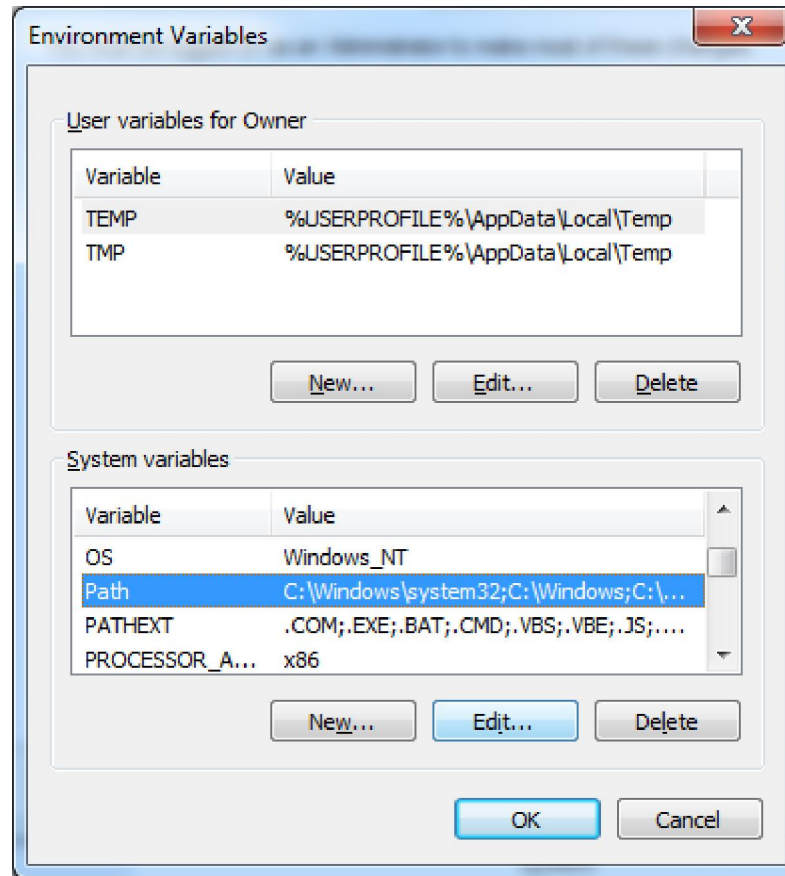 Environment Variables
User variables for Owner
Variable Value
TEMP %USERPROFILE%\AppData\Local\Temp
TMP %USERPROFILE%\AppData\Local\Temp
New... Edit... Delete
System variables
Variable Value
OS Windows_NT
Path C:\Windows\system32;C:\Windows;C:\...
PATHEXT .COM;.EXE;.BAT;.CMD;.VBS;.VBE;.JS;....
PROCESSOR_A... x86
New... Edit... Delete
OK Cancel